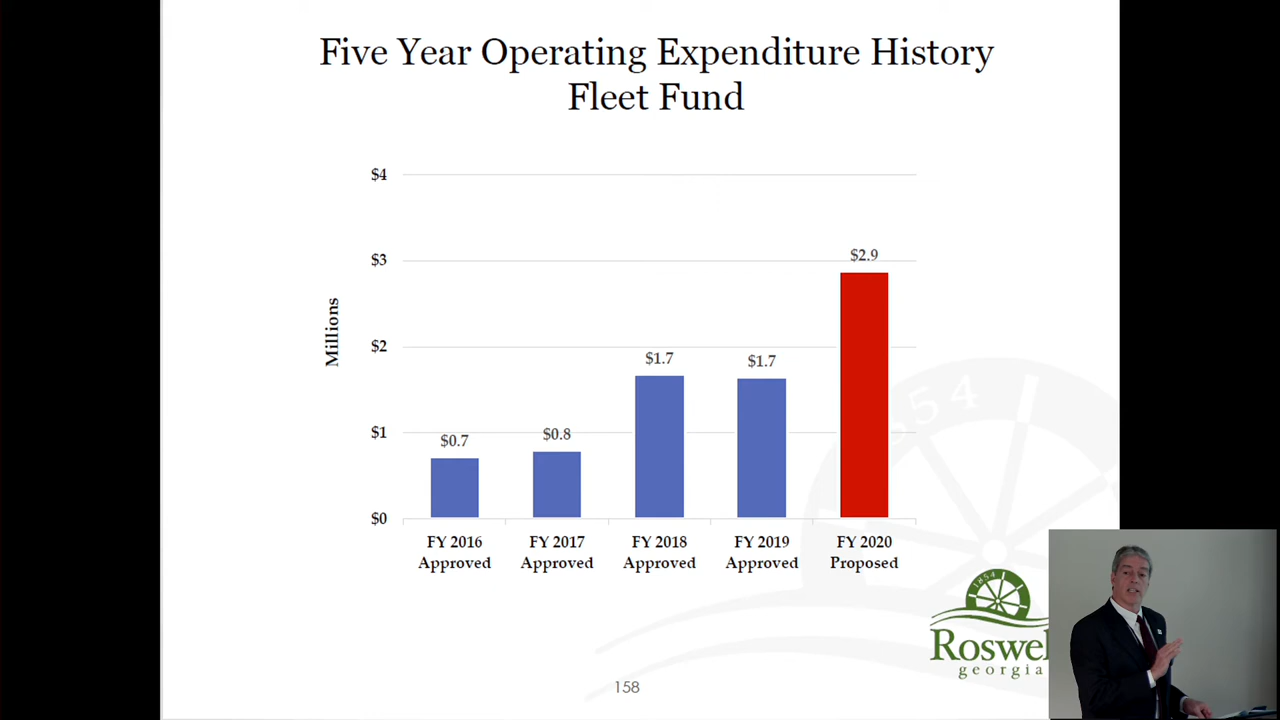 Five Year Operating Expenditure History
Fleet Fund
$4
$3
$2
$1
$0
Millions
$0.7
$0.8
$1.7
$1.7
$2.9
FY 2016
Approved
FY 2017
Approved
FY 2018
Approved
FY 2019
Approved
FY 2020
Proposed
854
1854
Roswel
georgia
158